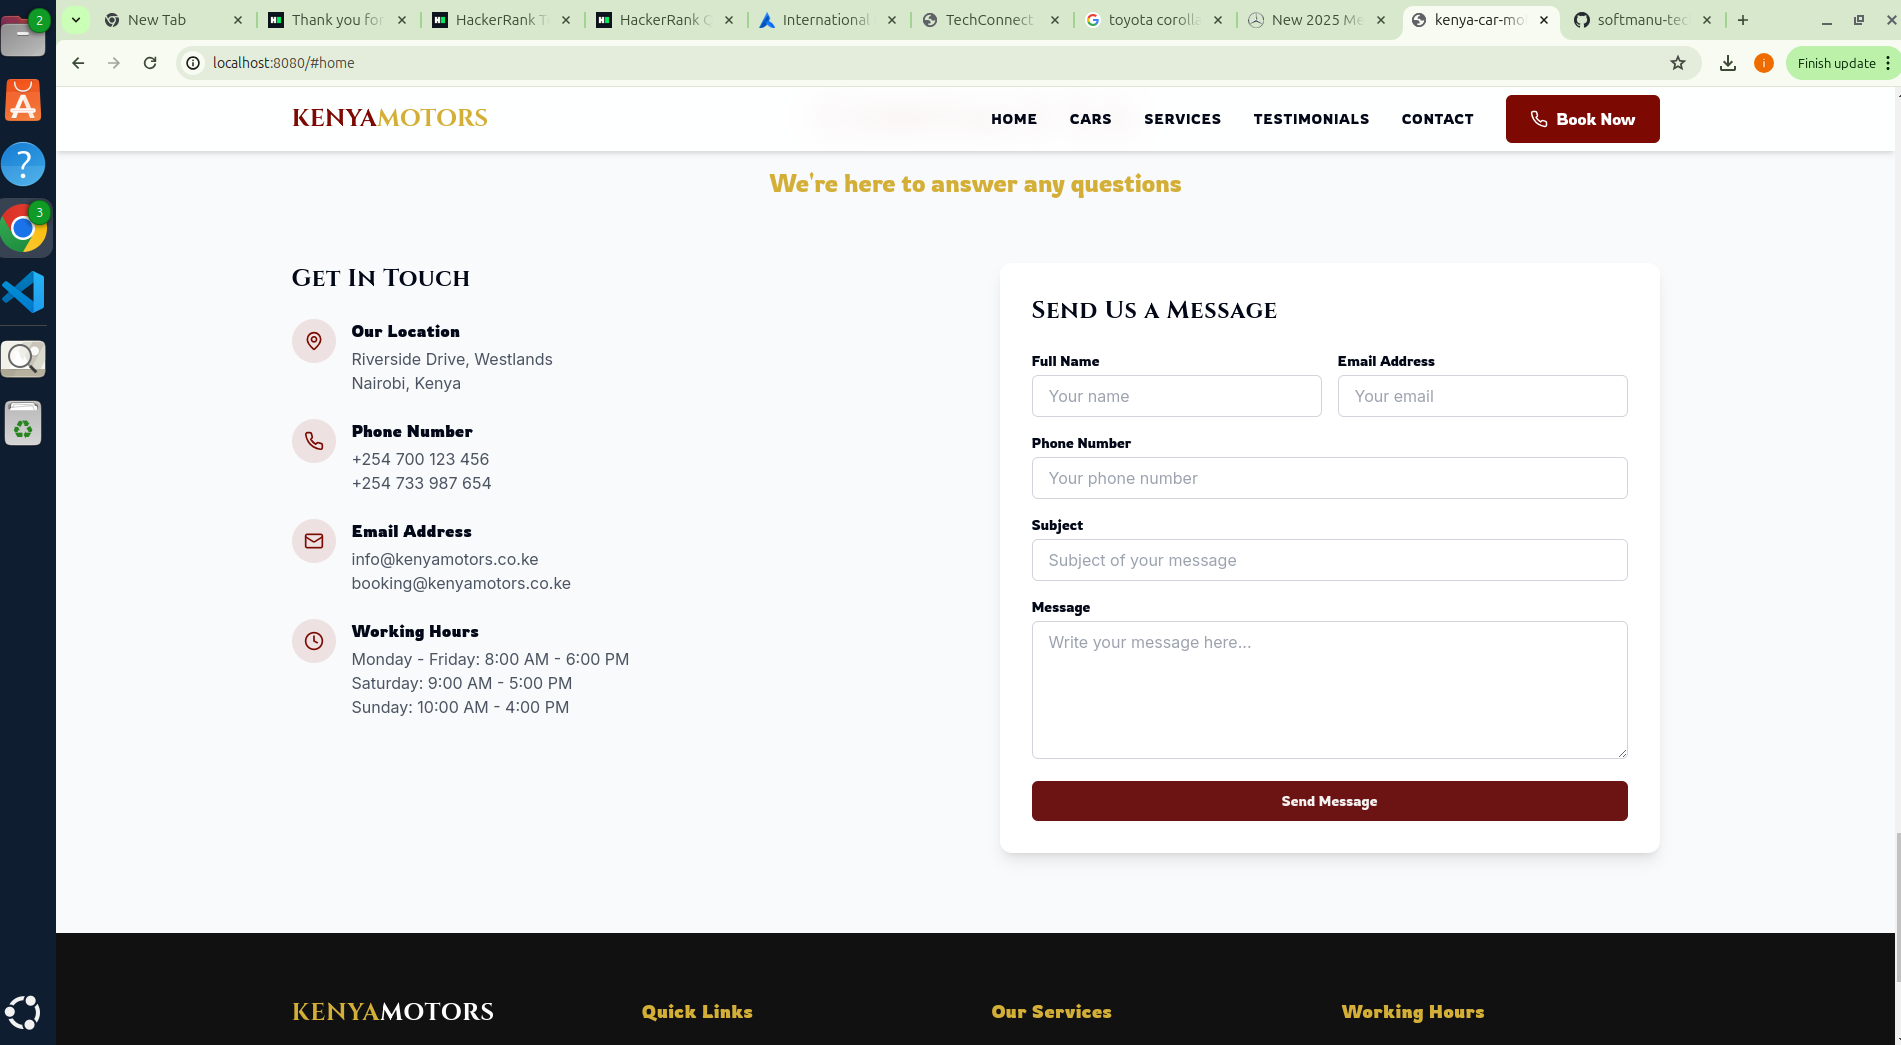 2
New Tab
Thank you for
HackerRank T
HackerRank Q
International
TechConnect
toyota corolla
New 2025 Me
kenya-car-mo
softmanu-tec
localhost:8080/#home
i
Finish update
KENYAMOTORS
HOME
CARS
SERVICES
TESTIMONIALS
CONTACT
Book Now
3
We're here to answer any questions
Get In Touch
Our Location
Riverside Drive, Westlands
Nairobi, Kenya
Phone Number
+254 700 123 456
+254 733 987 654
Email Address
info@kenyamotors.co.ke
booking@kenyamotors.co.ke
Working Hours
Monday - Friday: 8:00 AM - 6:00 PM
Saturday: 9:00 AM - 5:00 PM
Sunday: 10:00 AM - 4:00 PM
Send Us a Message
Full Name
Email Address
Your name
Your email
Phone Number
Your phone number
Subject
Subject of your message
Message
Write your message here...
Send Message
KENYAMOTORS
Quick Links
Our Services
Working Hours